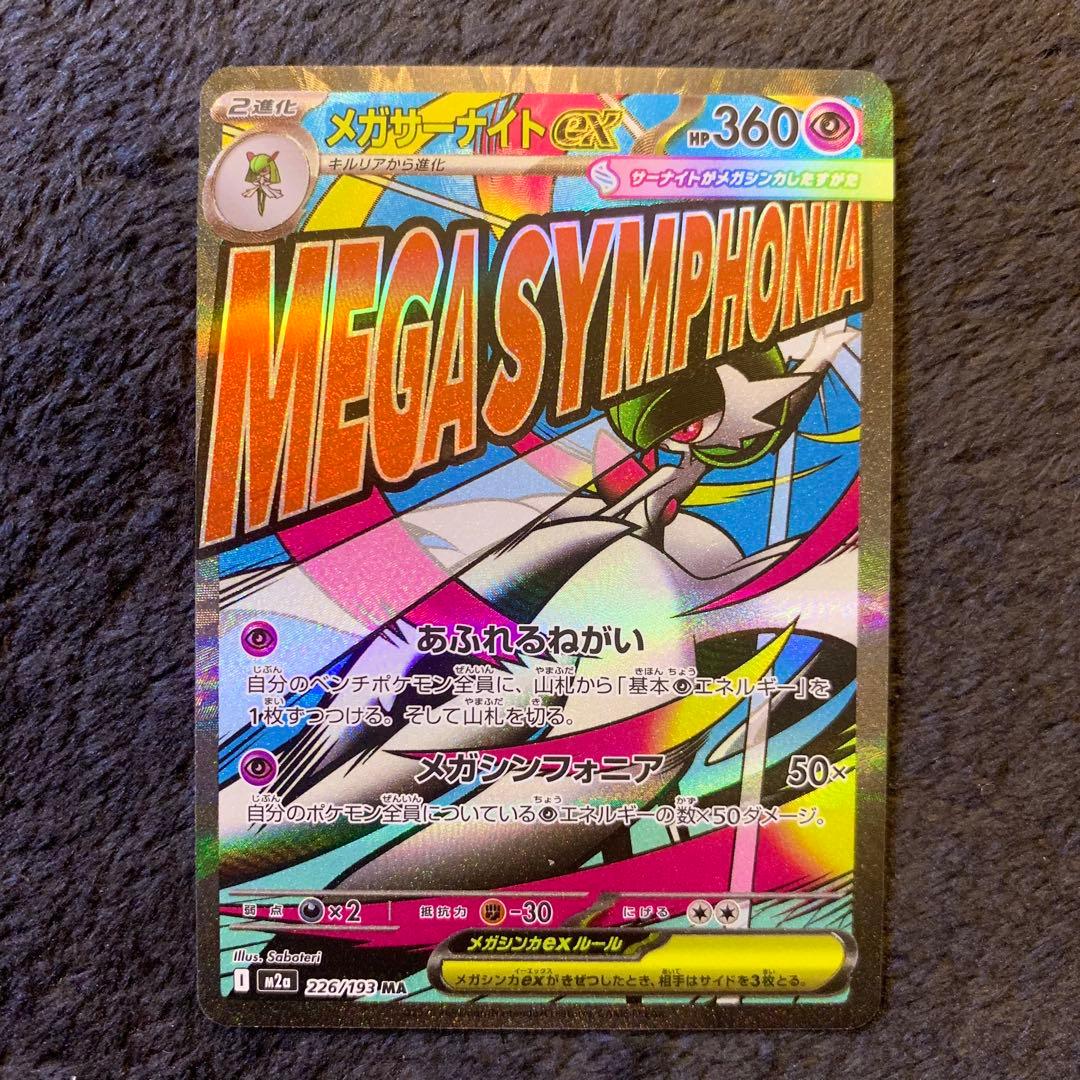 2進化
メガサーナイトex
HP360
キルリアから進化
サーナイトがメガシンカしたすがた
MEGA SYMPHONIA
あふれるねがい
自分のベンチポケモン全員に、山札から「基本エネルギー」を
1枚ずつつける。そして山札を切る。
メガシンフォニア 50×
自分のポケモン全員についているエネルギーの数×50ダメージ。
弱点 ×2 抵抗力 -30 にげる
メガシンカexルール
メガシンカexがきぜつしたとき、相手はサイドを3枚とる。
Illus. Saboteri
I m2a 226/193 MA